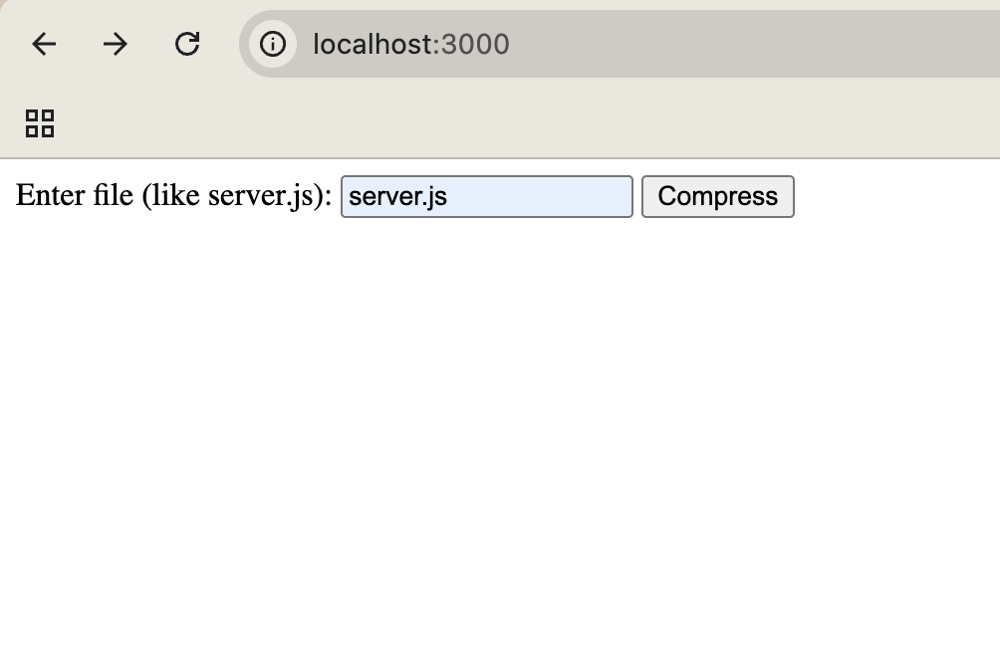 localhost:3000
Enter file (like server.js): server.js Compress